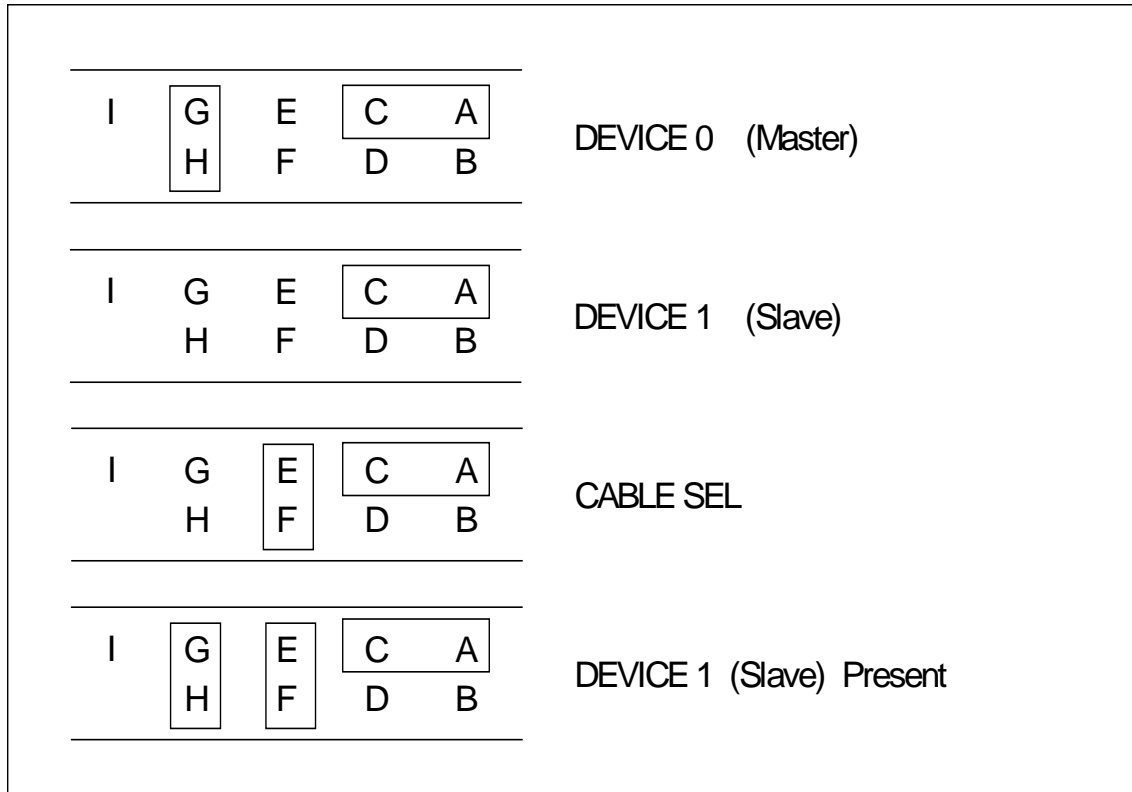 I G E C A
H F D B
DEVICE 0 (Master)
I G E C A
H F D B
DEVICE 1 (Slave)
I G E C A
H F D B
CABLE SEL
I G E C A
H F D B
DEVICE 1 (Slave) Present